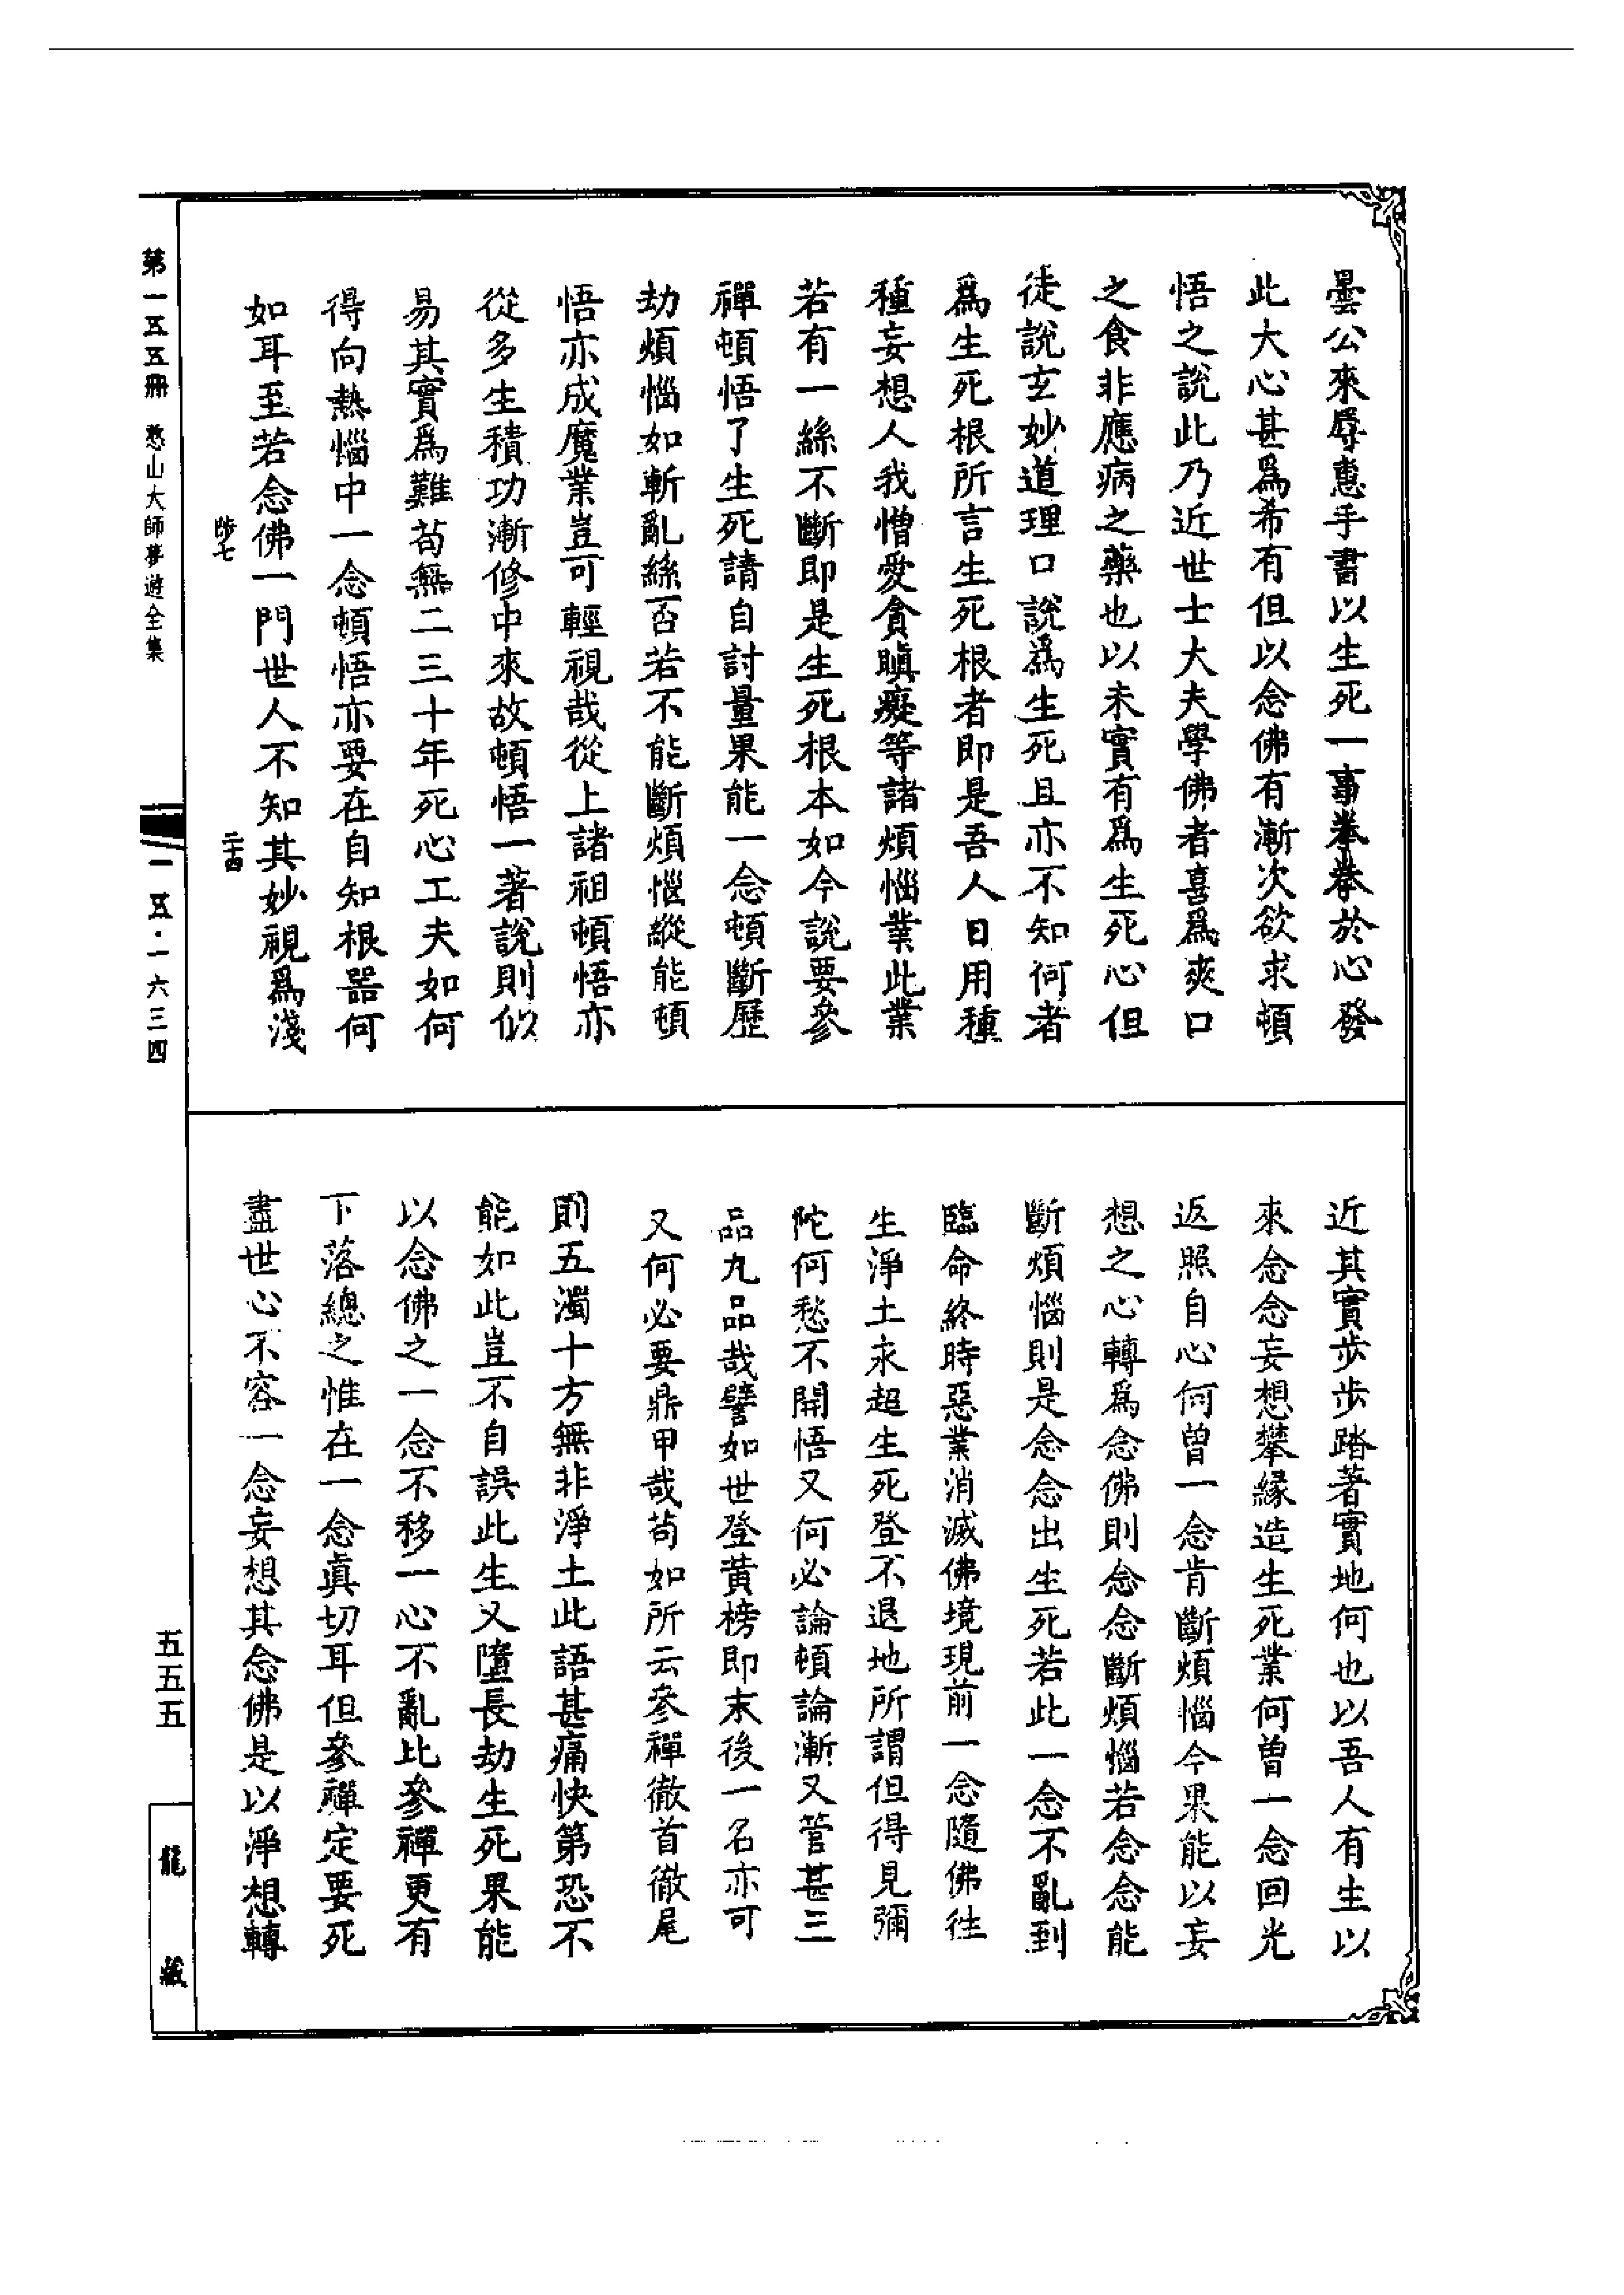 曇公來辱惠手書以生死一事拳拳於心發
此大心甚爲希有但以念佛有漸次欲求頓
悟之說此乃近世士大夫學佛者喜爲爽口
之食非應病之藥也以未實有爲生死心但
徒說玄妙道理口說爲生死且亦不知何者
爲生死根所言生死根者即是吾人日用種
種妄想人我憎愛貪瞋癡等諸煩惱業此業
若有一絲不斷即是生死根本如今說要參
禪頓悟了生死請自討量果能一念頓斷歷
劫煩惱如斬亂絲否若不能斷煩惱縱能頓
悟亦成魔業豈可輕視哉從上諸祖頓悟亦
從多生積功漸修中來故頓悟一著說則似
易其實爲難苟無二三十年死心工夫如何
得向熱惱中一念頓悟亦要在自知根器何
如耳至若念佛一門世人不知其妙視爲淺
近其實步步踏著實地何也以吾人有生以
來念念妄想攀緣造生死業何曾一念回光
返照自心何曾一念肯斷煩惱今果能以妄
想之心轉爲念佛則念念斷煩惱若念念能
斷煩惱則是念念出生死若此一念不亂到
臨命終時惡業消滅佛境現前一念隨佛往
生淨土永超生死登不退地所謂但得見彌
陀何愁不開悟又何必論頓論漸又管甚三
品九品哉譬如世登黃榜即末後一名亦可
又何必要鼎甲哉苟如所云參禪徹首徹尾
則五濁十方無非淨土此語甚痛快第恐不
能如此豈不自誤此生又墮長劫生死果能
以念佛之一念不移一心不亂比參禪更有
下落總之惟在一念眞切耳但參禪定要死
盡世心不容一念妄想其念佛是以淨想轉
陟七
二十四
第一五五冊 憨山大師夢遊全集
一五五·一六三四
五五五
龍藏